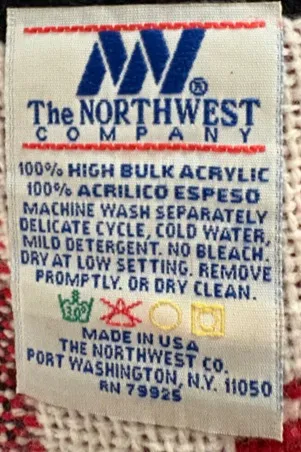 NW®
The NORTHWEST
COMPANY
100% HIGH BULK ACRYLIC
100% ACRILICO ESPESO
MACHINE WASH SEPARATELY
DELICATE CYCLE, COLD WATER,
MILD DETERGENT. NO BLEACH.
DRY AT LOW SETTING. REMOVE
PROMPTLY. OR DRY CLEAN.
MADE IN USA
THE NORTHWEST CO.
PORT WASHINGTON, N.Y. 11050
RN 79925